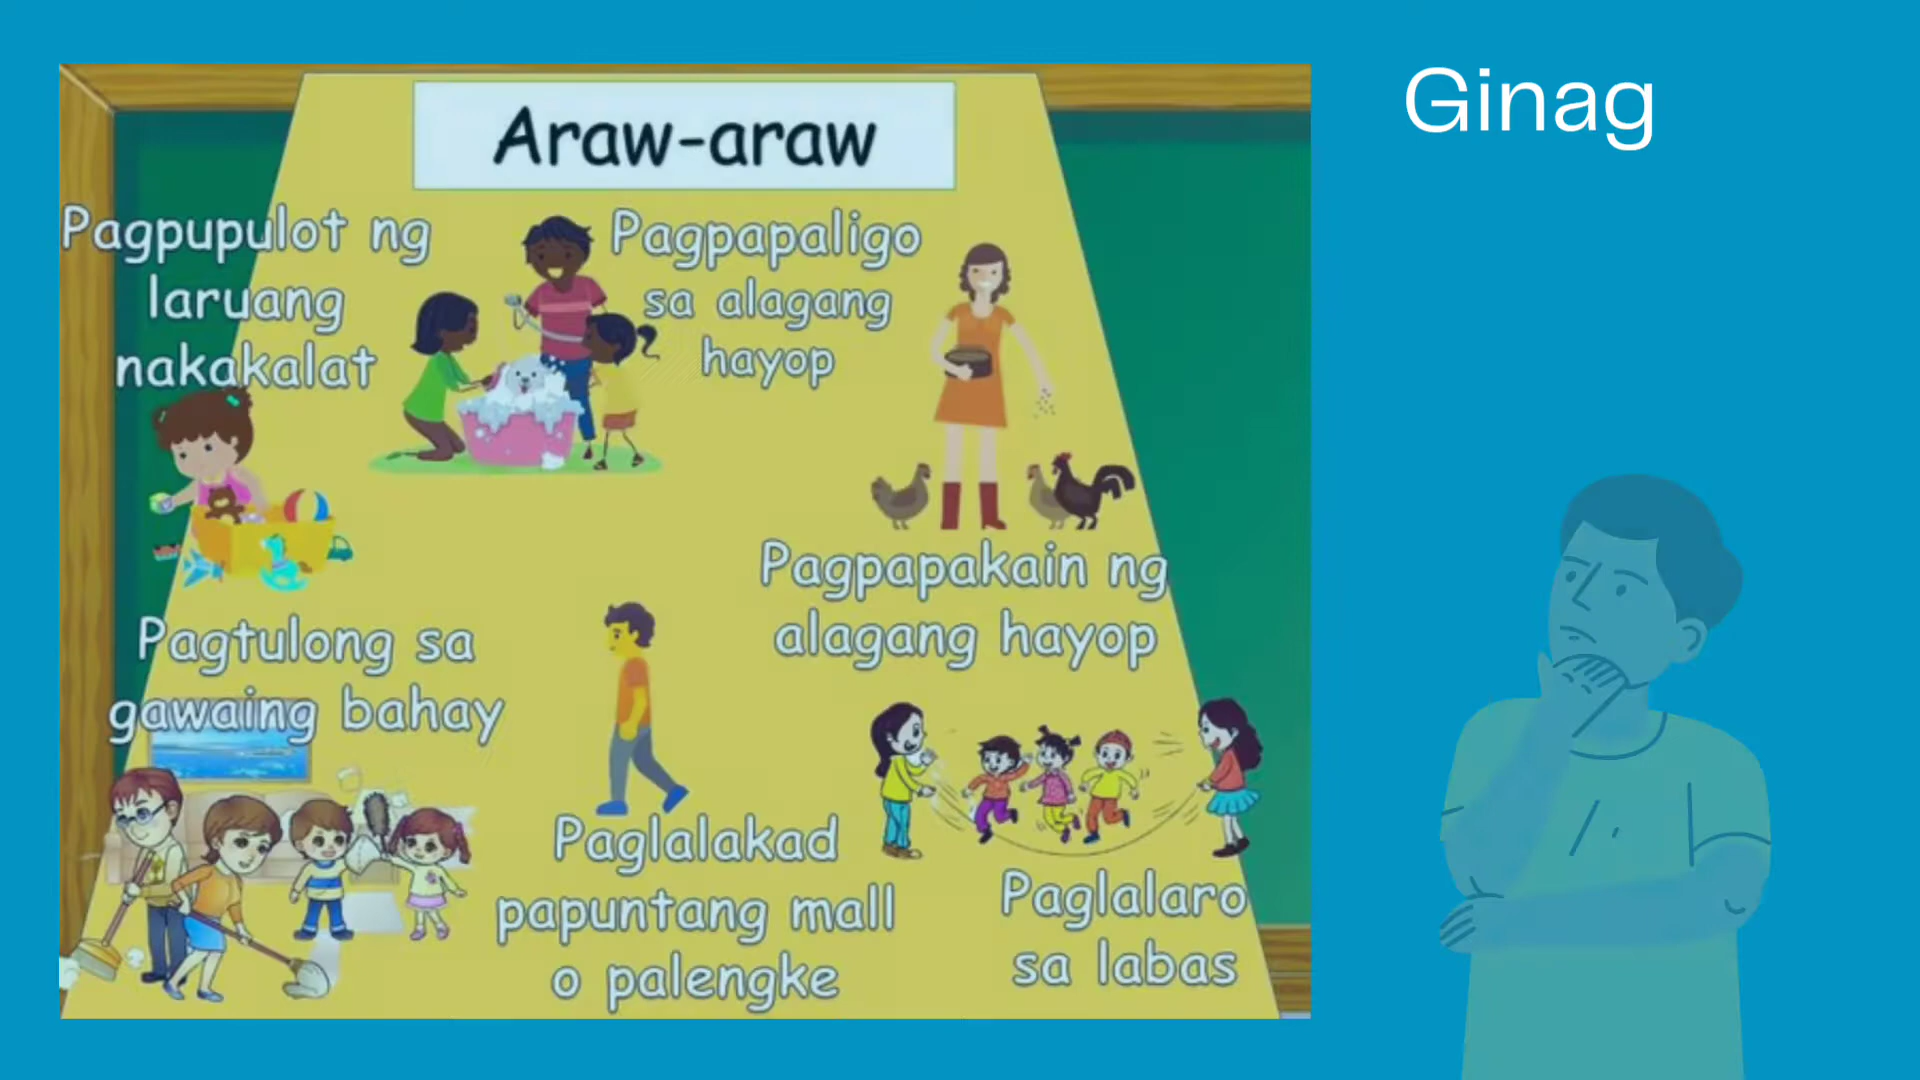 Araw-araw
Pagpupulot ng
laruang
nakakalat
Pagpapaligo
sa alagang
hayop
Pagpapakain ng
alagang hayop
Pagtulong sa
gawaing bahay
Paglalakad
papuntang mall
o palengke
Paglalaro
sa labas
Ginag